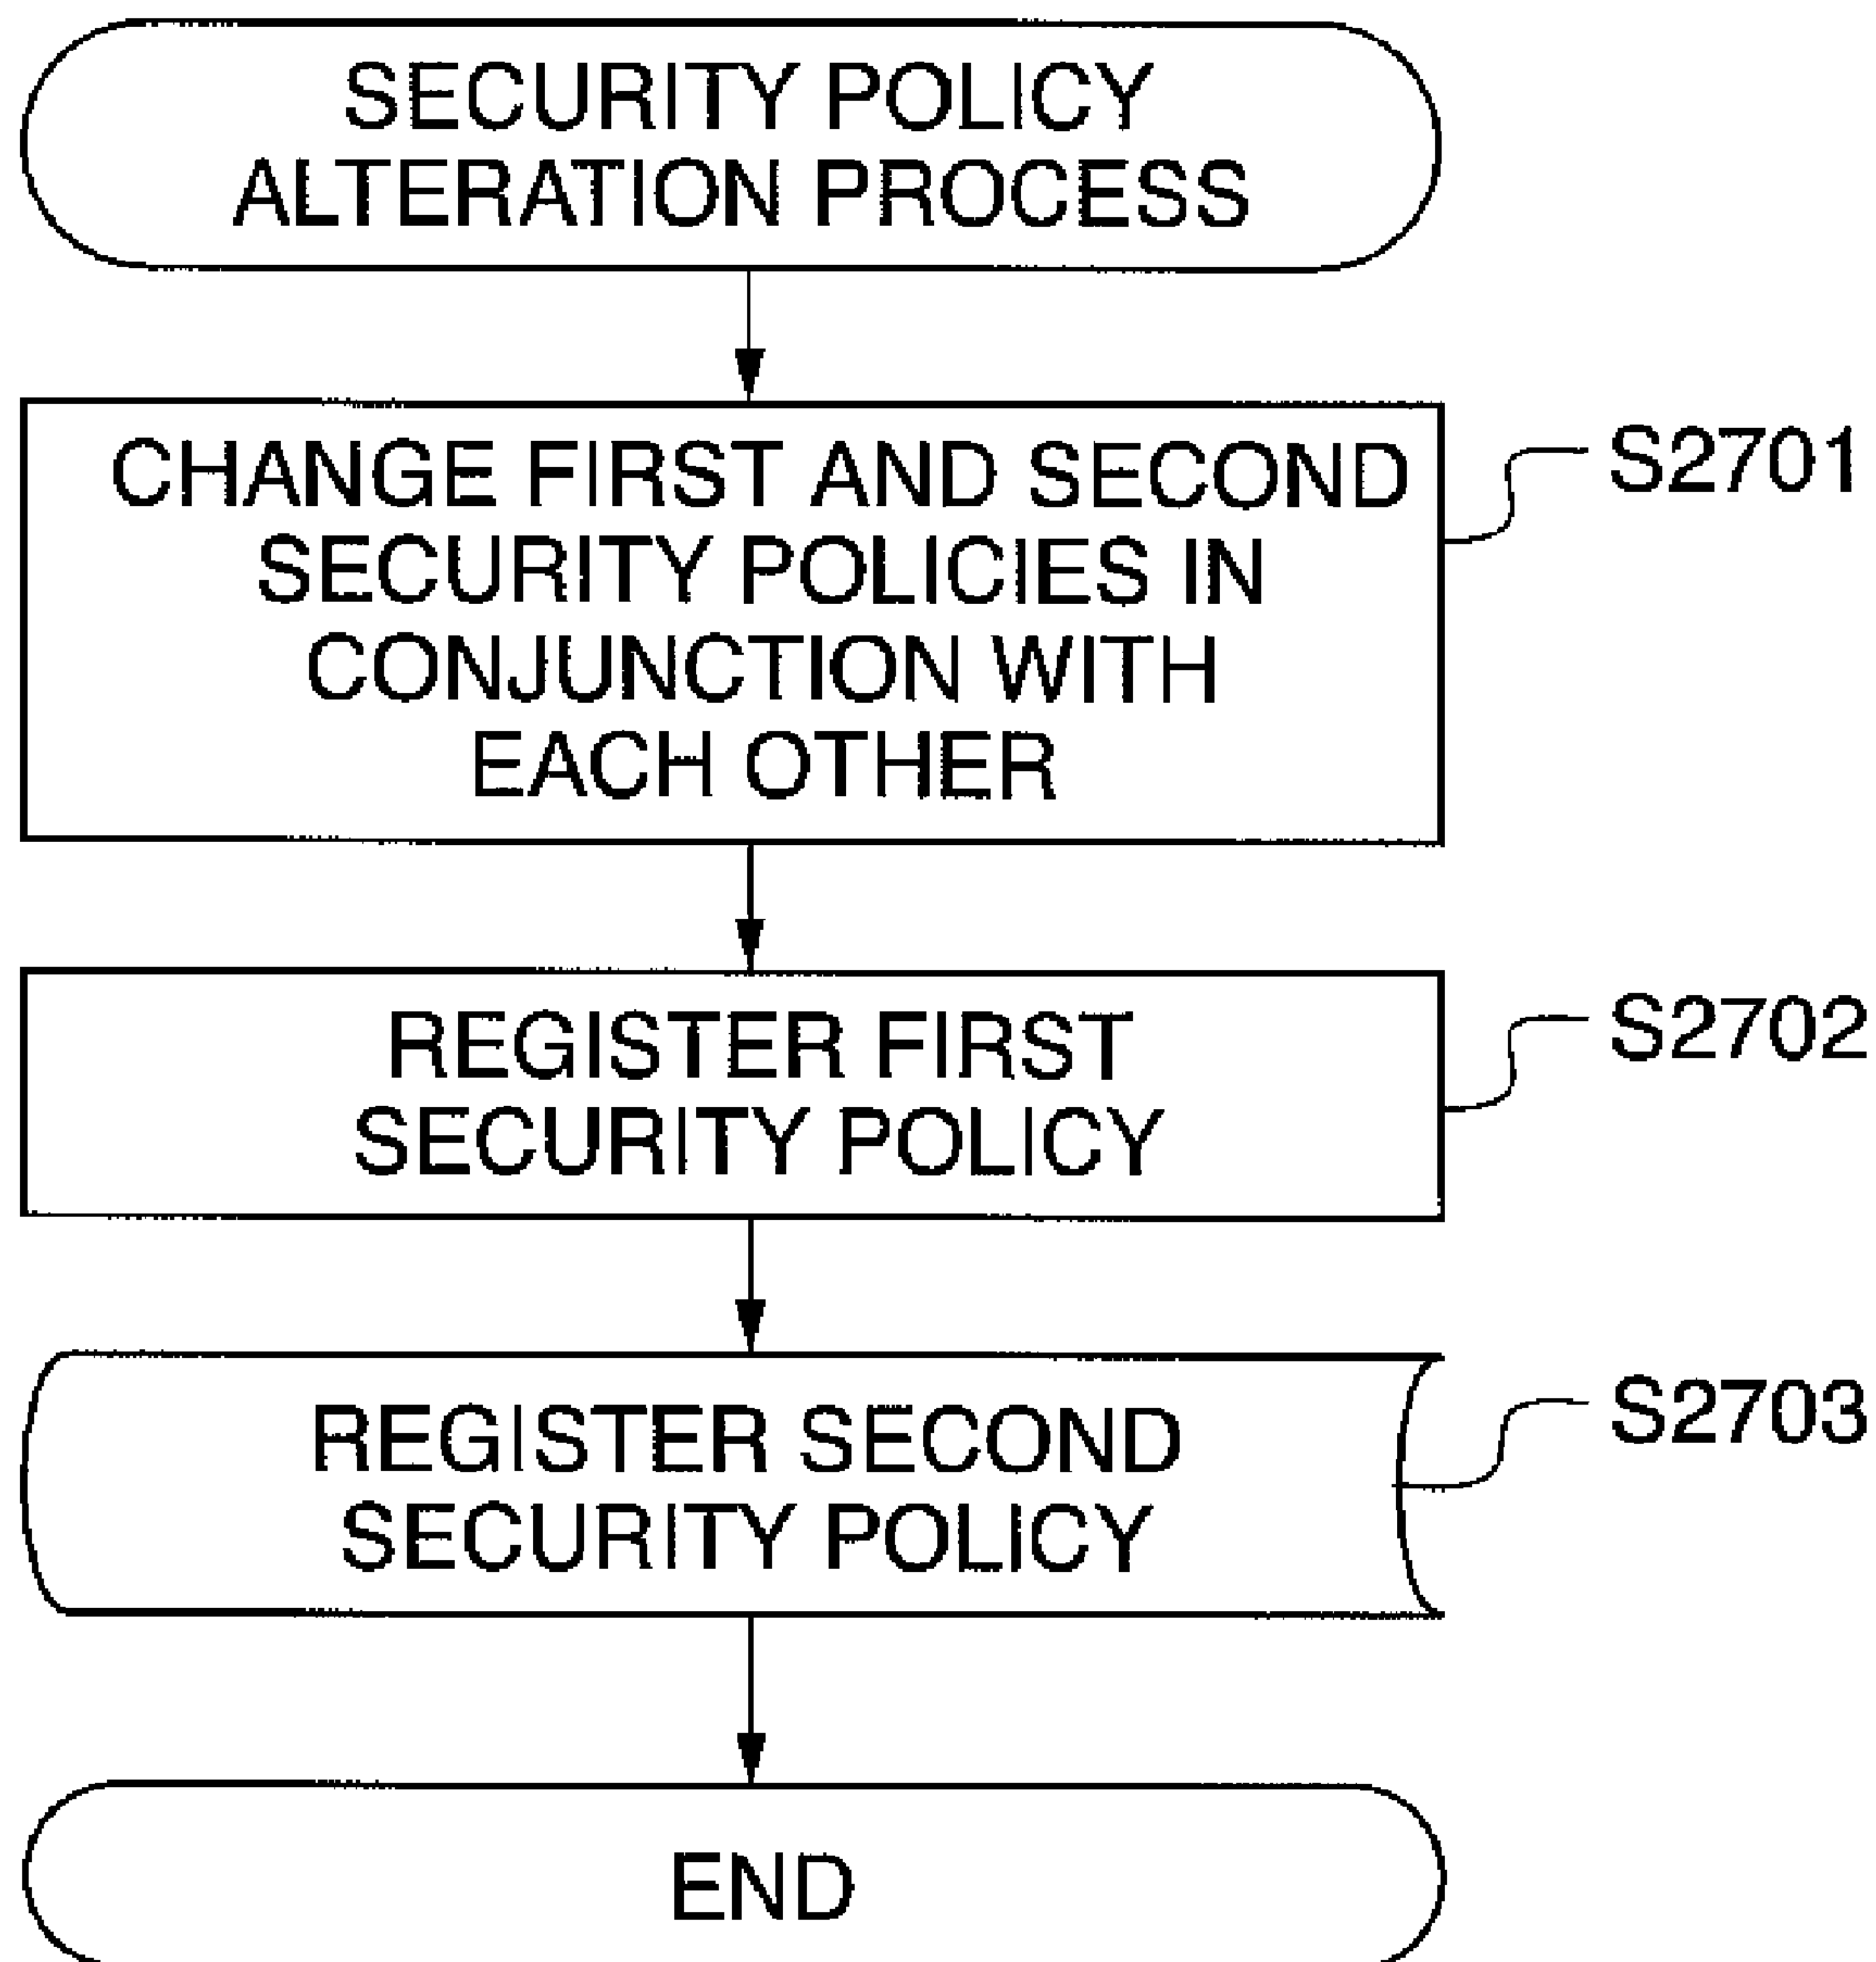 SECURITY POLICY
ALTERATION PROCESS
CHANGE FIRST AND SECOND
SECURITY POLICIES IN
CONJUNCTION WITH
EACH OTHER
S2701
REGISTER FIRST
SECURITY POLICY
S2702
REGISTER SECOND
SECURITY POLICY
S2703
END